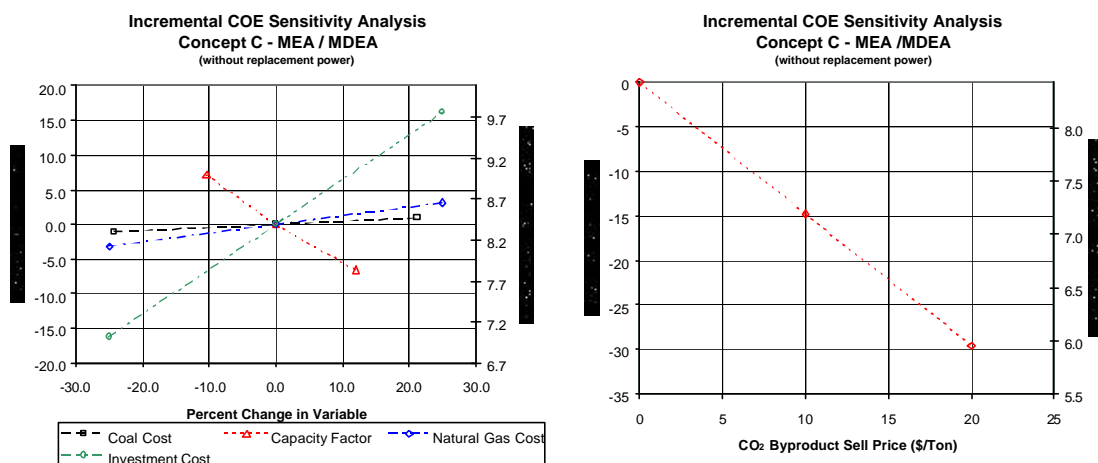 Incremental COE Sensitivity Analysis
Concept C - MEA / MDEA
(without replacement power)
20.0
15.0
10.0
5.0
0.0
-5.0
-10.0
-15.0
-20.0
9.7
9.2
8.7
8.2
7.7
7.2
6.7
-30.0 -20.0 -10.0 0.0 10.0 20.0 30.0
Percent Change in Variable
Coal Cost Capacity Factor Natural Gas Cost
Investment Cost
Incremental COE Sensitivity Analysis
Concept C - MEA /MDEA
(without replacement power)
0
-5
-10
-15
-20
-25
-30
-35
8.0
7.5
7.0
6.5
6.0
5.5
0 5 10 15 20 25
CO2 Byproduct Sell Price ($/Ton)